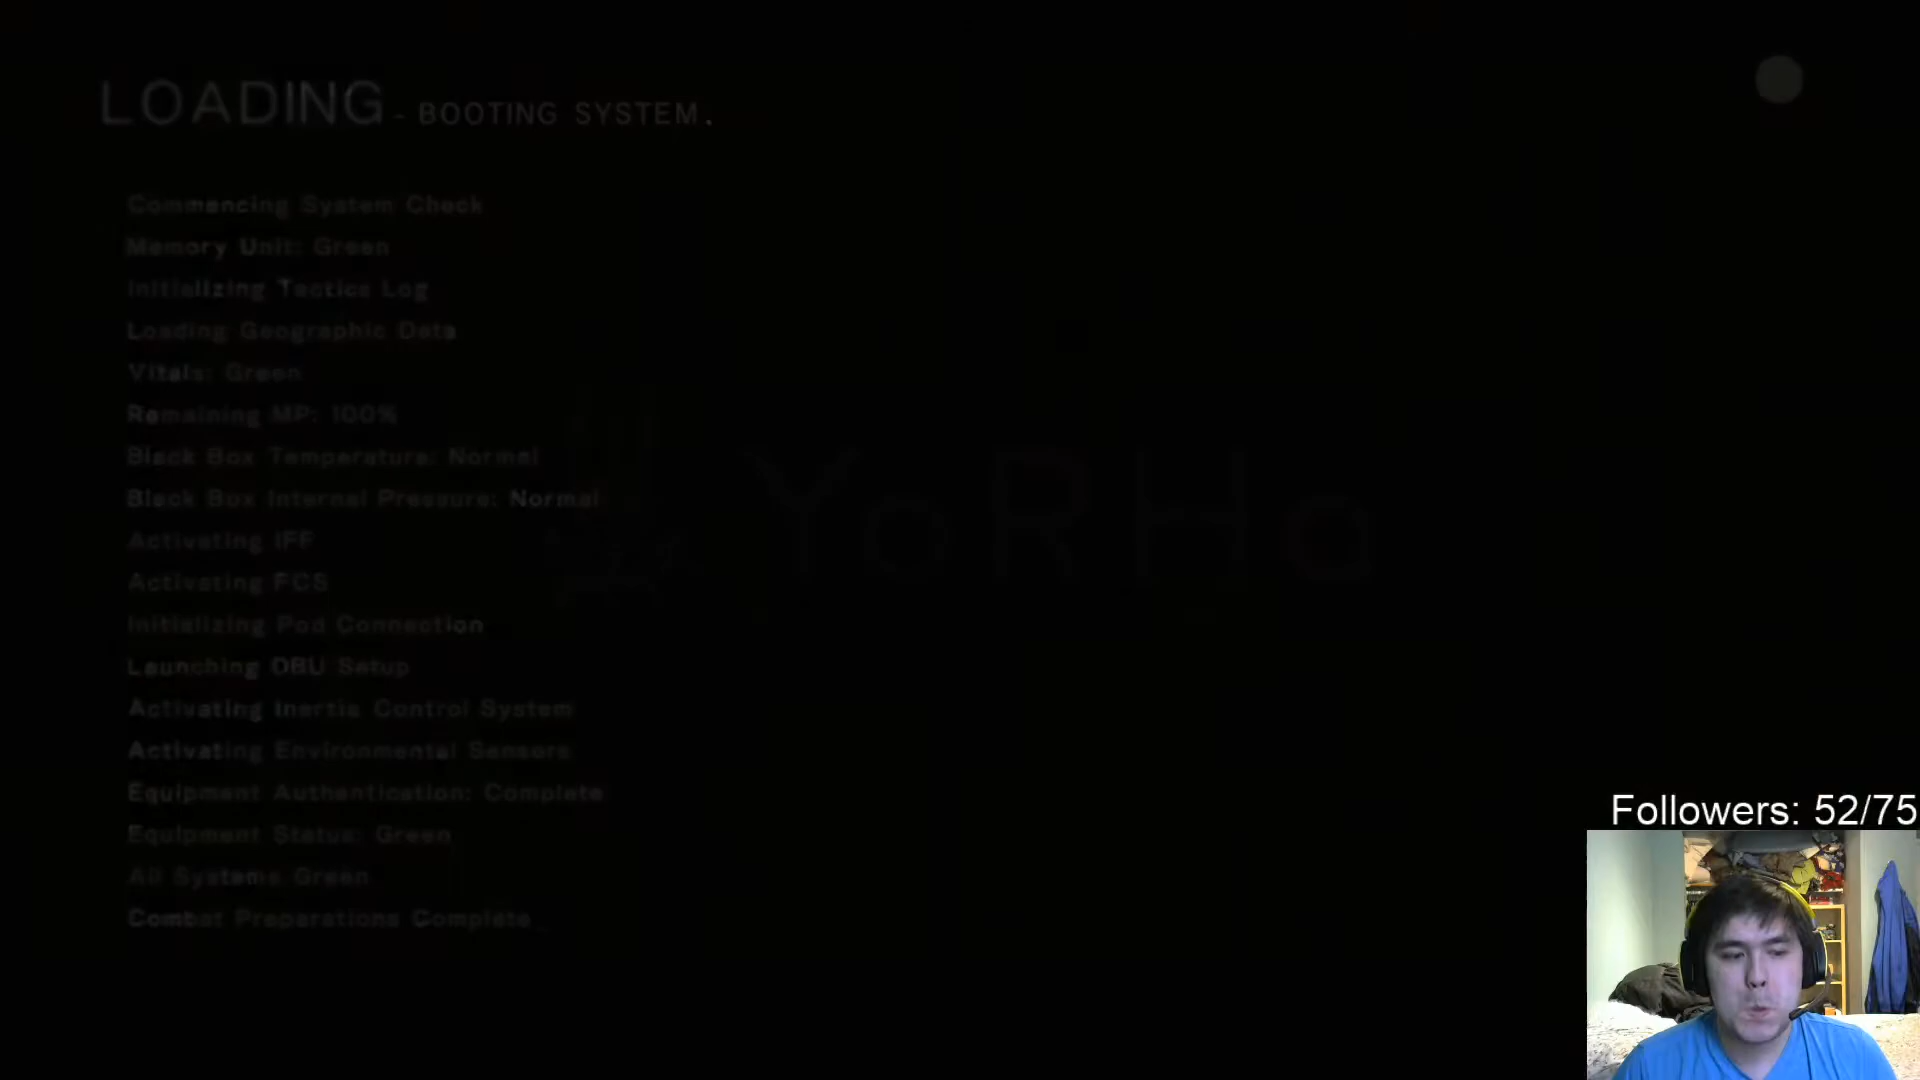 LOADING - BOOTING SYSTEM.
Commencing System Check
Memory Unit: Green
Initializing Tactics Log
Loading Geographic Data
Vitals: Green
Remaining MP: 100%
Black Box Temperature: Normal
Black Box Internal Pressure: Normal
Activating IFF
Activating FCS
Initializing Pod Connection
Launching DBU Setup
Activating Inertia Control System
Activating Environmental Sensors
Equipment Authentication: Complete
Equipment Status: Green
All Systems Green
Combat Preparations Complete
YoRHa
Followers: 52/75